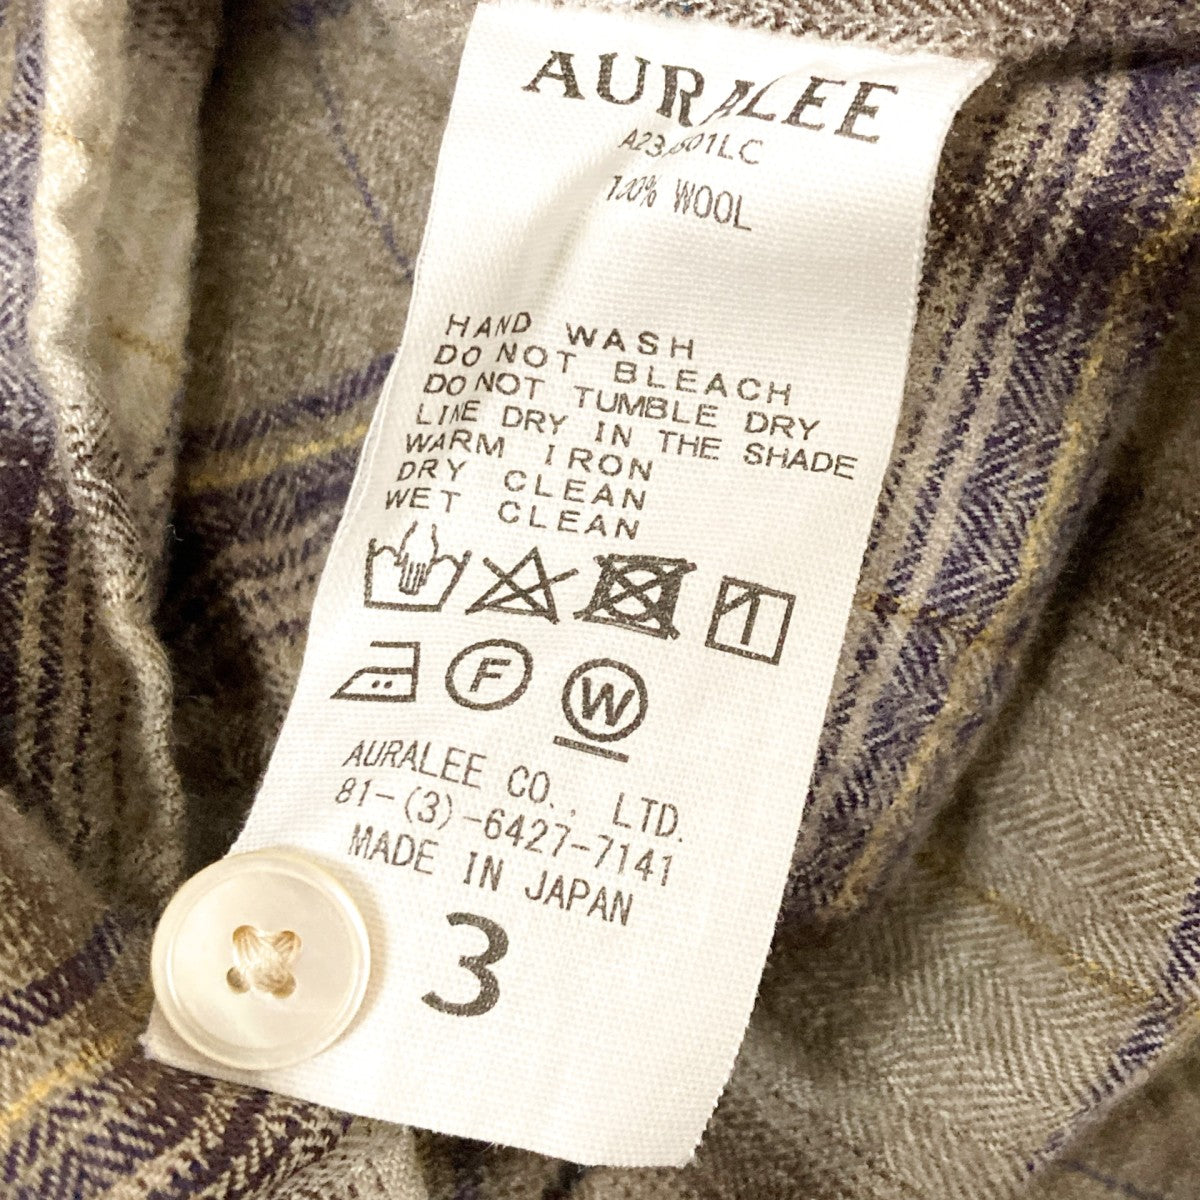 AURALEE
100% WOOL
HAND WASH
DO NOT BLEACH
DO NOT TUMBLE DRY
LINE DRY IN THE SHADE
WARM IRON
DRY CLEAN
WET CLEAN
F
W
AURALEE CO., LTD.
81-(3)-6427-7141
MADE IN JAPAN
3